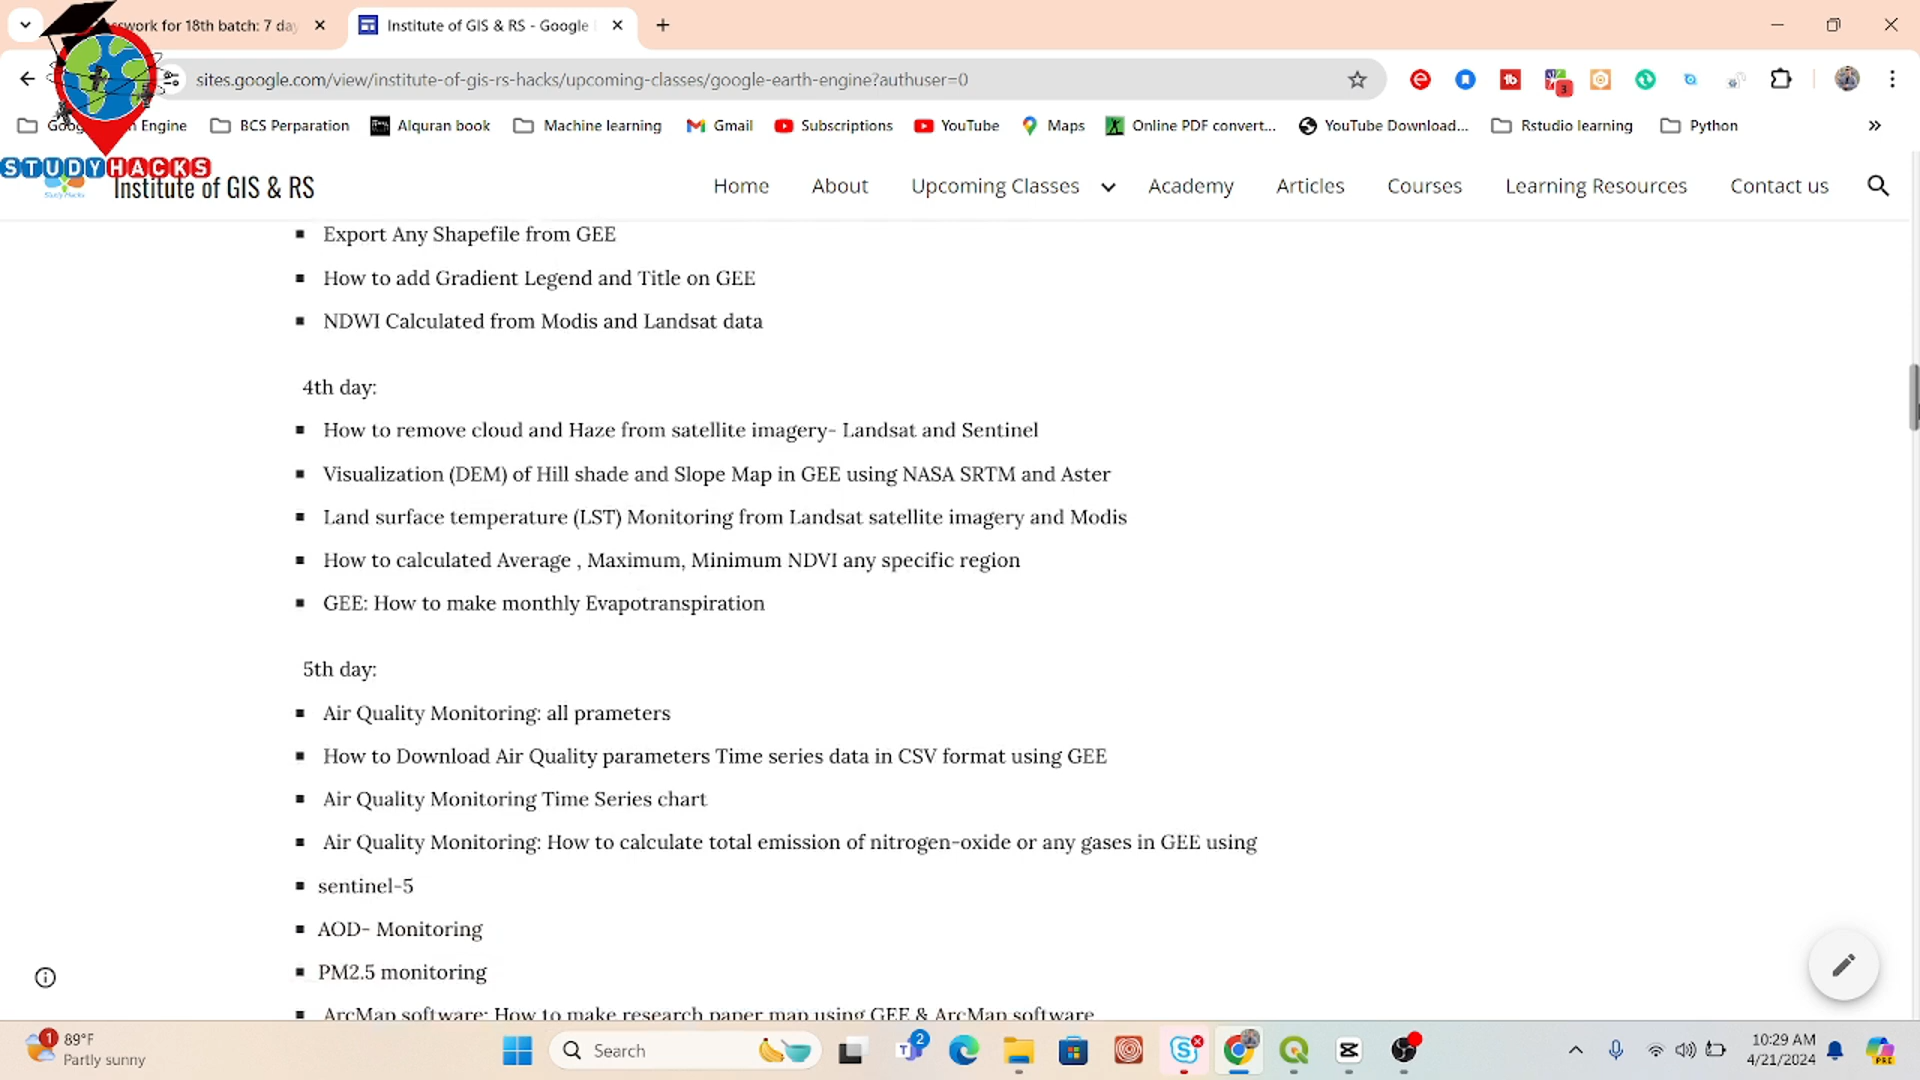 swork for 18th batch: 7 da
Institute of GIS & RS - Google
sites.google.com/view/institute-of-gis-rs-hacks/upcoming-classes/google-earth-engine?authuser=0
3
Engine
BCS Perparation
Alquran book
Machine learning
Gmail
Subscriptions
YouTube
Maps
Online PDF convert...
YouTube Download...
Rstudio learning
Python
STUDYHACKS
Institute of GIS & RS
Home
About
Upcoming Classes
Academy
Articles
Courses
Learning Resources
Contact us
Export Any Shapefile from GEE
How to add Gradient Legend and Title on GEE
NDWI Calculated from Modis and Landsat data
4th day:
How to remove cloud and Haze from satellite imagery- Landsat and Sentinel
Visualization (DEM) of Hill shade and Slope Map in GEE using NASA SRTM and Aster
Land surface temperature (LST) Monitoring from Landsat satellite imagery and Modis
How to calculated Average , Maximum, Minimum NDVI any specific region
GEE: How to make monthly Evapotranspiration
5th day:
Air Quality Monitoring: all prameters
How to Download Air Quality parameters Time series data in CSV format using GEE
Air Quality Monitoring Time Series chart
Air Quality Monitoring: How to calculate total emission of nitrogen-oxide or any gases in GEE using
sentinel-5
AOD- Monitoring
PM2.5 monitoring
ArcMap software: How to make research paper map using GEE & ArcMap software
1
89°F
Partly sunny
Search
2
10:29 AM
4/21/2024
PRE